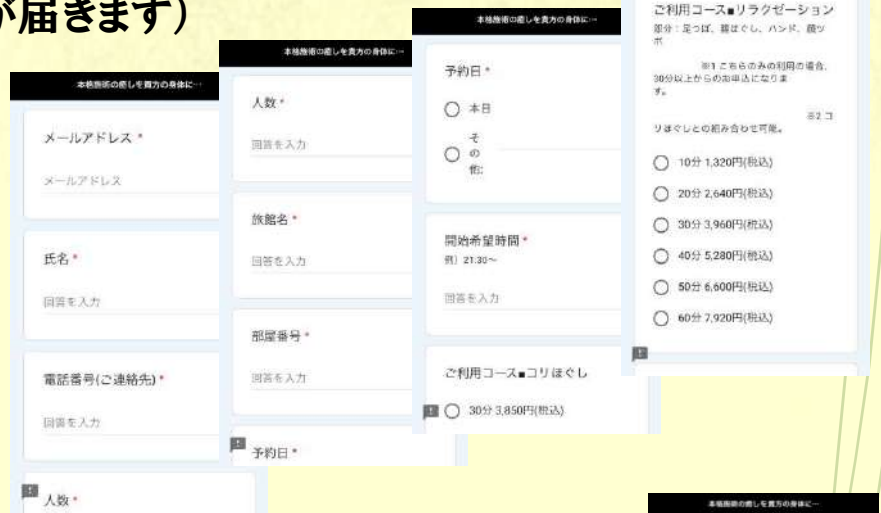 が届きます)
本格施術の癒しを貴方の身体に…
メールアドレス *
メールアドレス
氏名 *
回答を入力
電話番号(ご連絡先) *
回答を入力
人数 *
本格施術の癒しを貴方の身体に…
人数 *
回答を入力
旅館名 *
回答を入力
部屋番号 *
回答を入力
予約日 *
本格施術の癒しを貴方の身体に…
予約日 *
本日
そ
の
他:
開始希望時間 *
例）21:30～
回答を入力
ご利用コース■コリほぐし
30分 3,850円(税込)
ご利用コース■リラクゼーション
部分：足つぼ、腸ほぐし、ハンド、顔ツ
ボ
※1 こちらのみの利用の場合、
30分以上からのお申込になりま
す。
※2 コ
リほぐしとの組み合わせ可能。
10分 1,320円(税込)
20分 2,640円(税込)
30分 3,960円(税込)
40分 5,280円(税込)
50分 6,600円(税込)
60分 7,920円(税込)
本格施術の癒しを貴方の身体に…